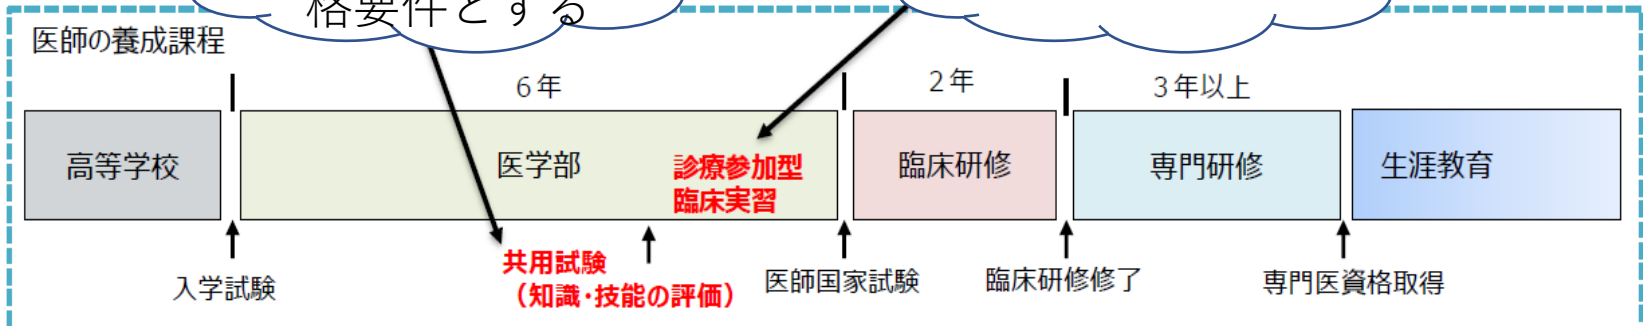 格要件とする
医師の養成課程
6年
2年
3年以上
高等学校
医学部
診療参加型
臨床実習
臨床研修
専門研修
生涯教育
入学試験
共用試験
（知識・技能の評価）
医師国家試験
臨床研修修了
専門医資格取得